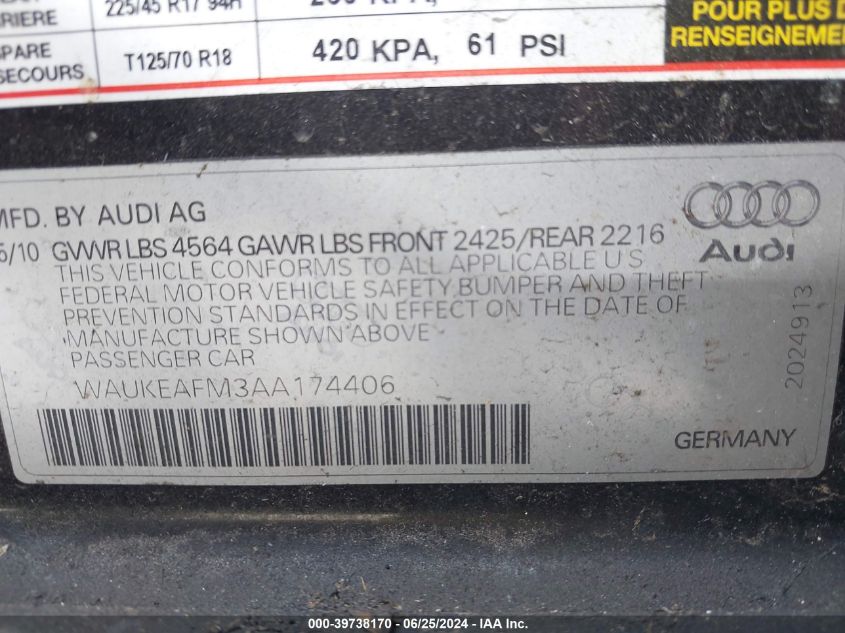 225/45 R17 94H
SPARE
SECOURS
T125/70 R18
420 KPA, 61 PSI
POUR PLUS D
RENSEIGNEME
MFD. BY AUDI AG
5/10 GVWR LBS 4564 GAWR LBS FRONT 2425/REAR 2216
THIS VEHICLE CONFORMS TO ALL APPLICABLE U S
FEDERAL MOTOR VEHICLE SAFETY BUMPER AND THEFT
PREVENTION STANDARDS IN EFFECT ON THE DATE OF
MANUFACTURE SHOWN ABOVE
PASSENGER CAR
WAUKEAFM3AA174406
Audi
2024913
GERMANY
000-39738170 - 06/25/2024 - IAAI Inc.